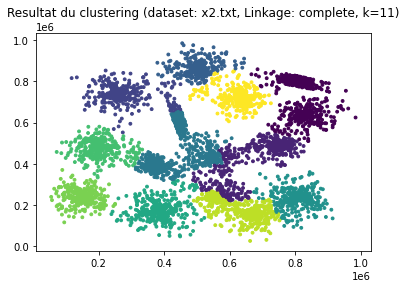 Resultat du clustering (dataset: x2.txt, Linkage: complete, k=11)
1e6
1.0
0.8
0.6
0.4
0.2
0.0
0.2 0.4 0.6 0.8 1.0
1e6